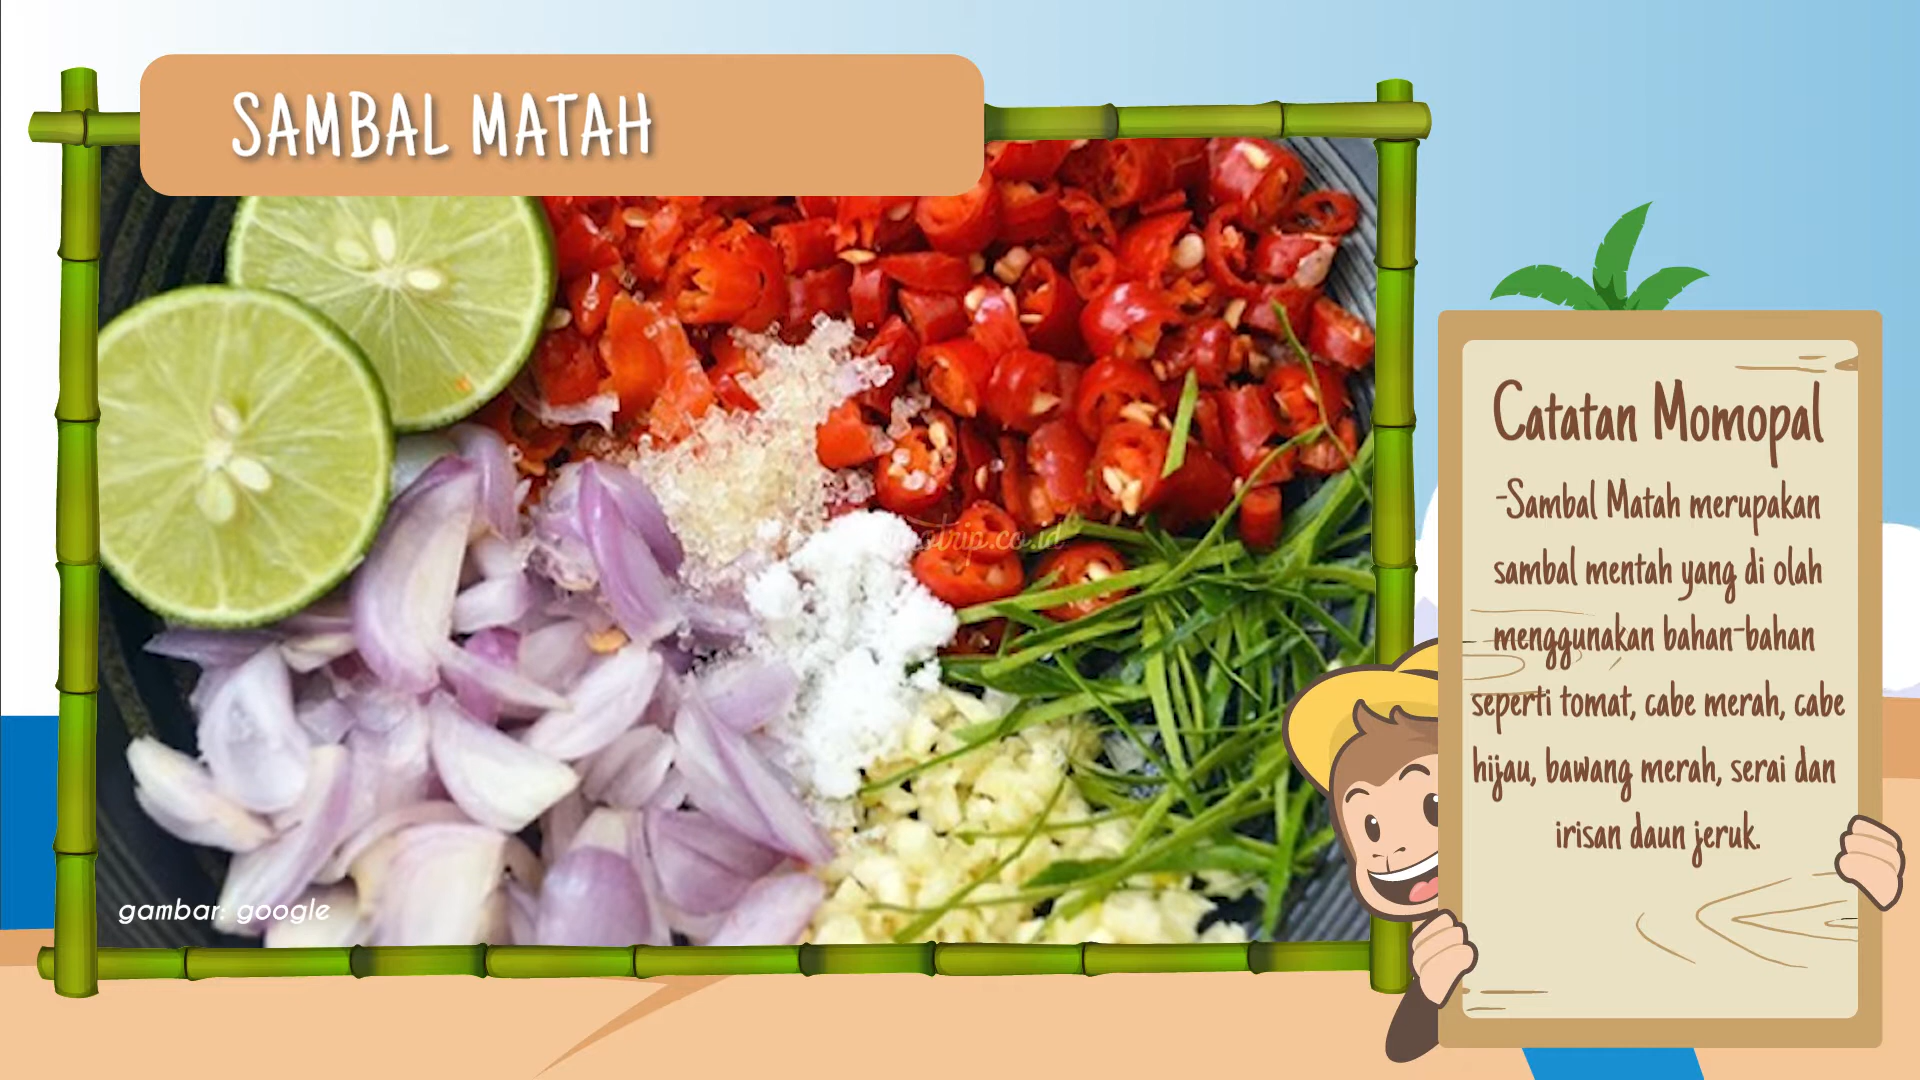 SAMBAL MATAH
Catatan Momopal
-Sambal Matah merupakan
sambal mentah yang di olah
menggunakan bahan-bahan
seperti tomat, cabe merah, cabe
hijau, bawang merah, serai dan
irisan daun jeruk.
gambar: google